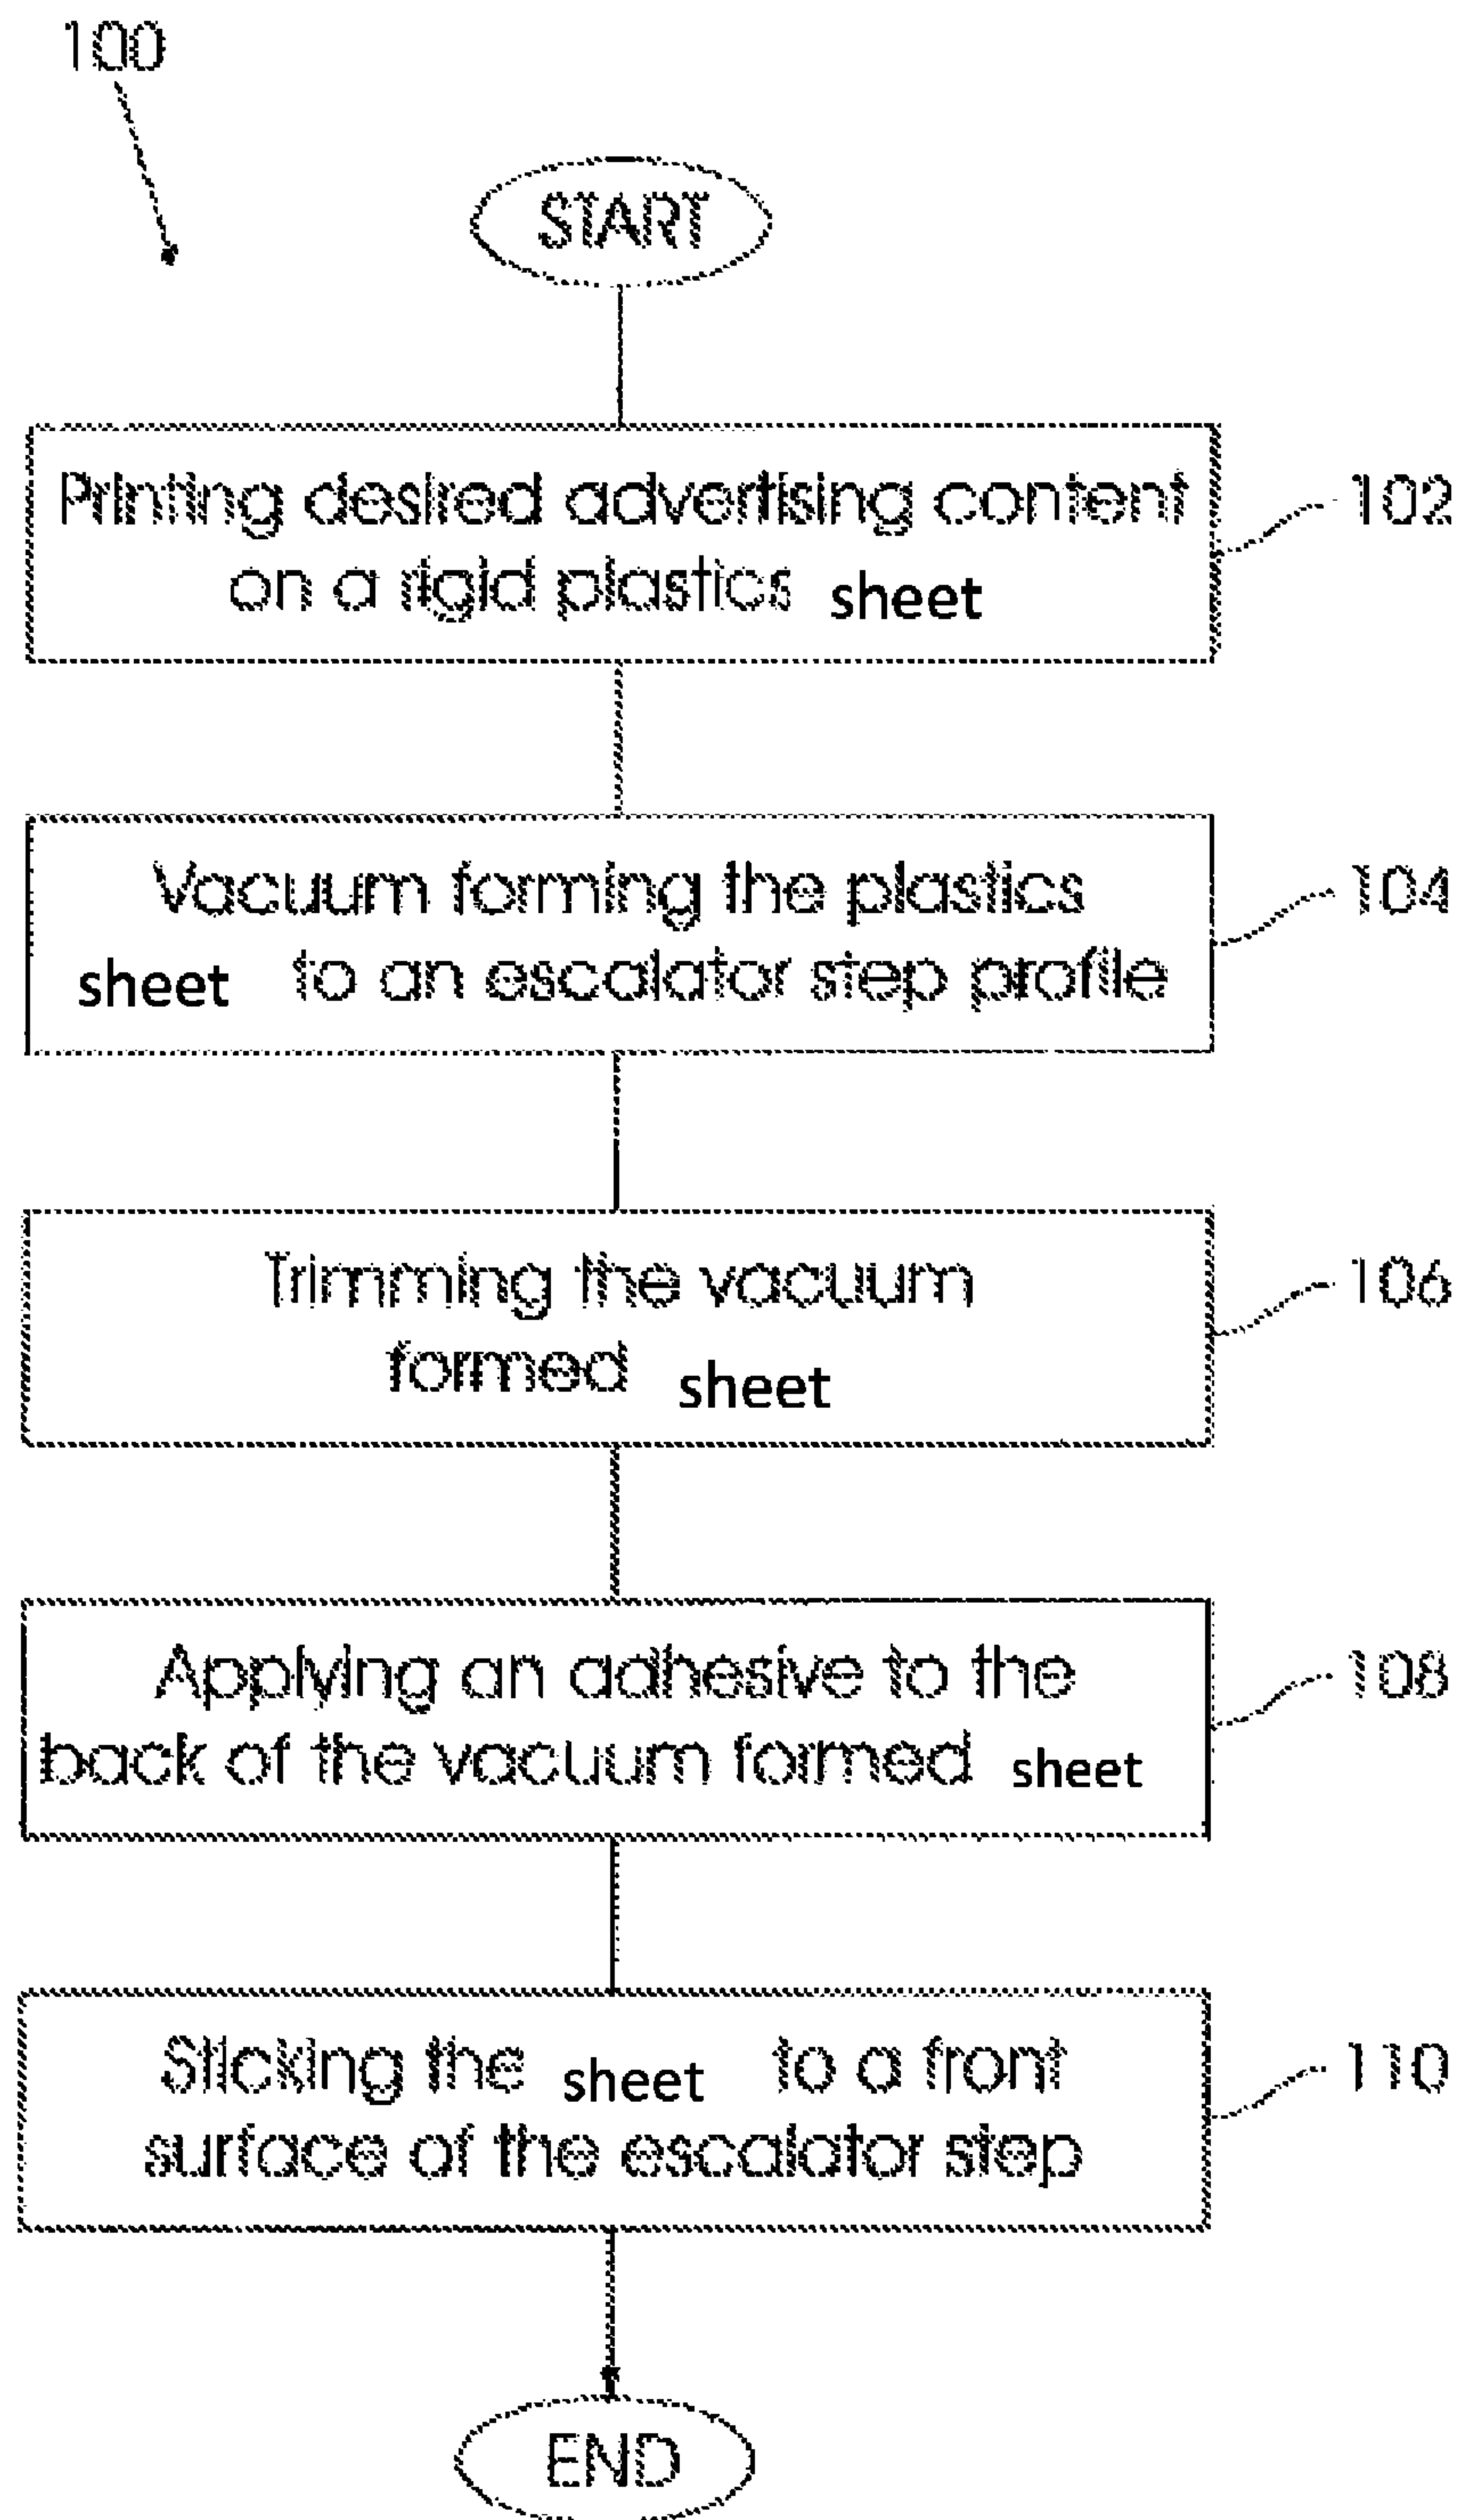 100
START
Printing desired advertising content
on a rigid plastics sheet
102
Vacuum forming the plastics
sheet to an escalator step profile
104
Trimming the vacuum
formed sheet
106
Applying an adhesive to the
back of the vacuum formed sheet
108
Sticking the sheet to a front
surface of the escalator step
110
END